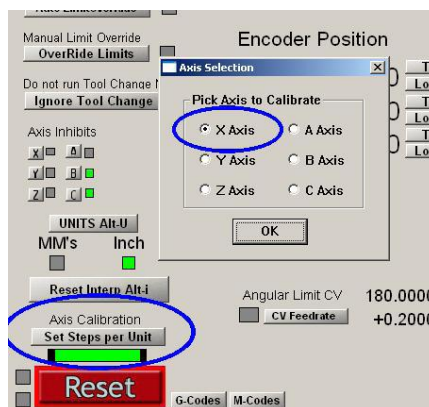 Manual Limit Override
Encoder Position
OverRide Limits
Axis Selection
X
Do not run Tool Change
Ignore Tool Change
Pick Axis to Calibrate
X Axis
A Axis
Y Axis
B Axis
Z Axis
C Axis
OK
Axis Inhibits
X
A
Y
B
Z
C
UNITS Alt-U
MM's
Inch
Reset Interp Alt-i
Angular Limit CV
180.0000
CV Feedrate
+0.2000
Axis Calibration
Set Steps per Unit
Reset
G-Codes
M-Codes